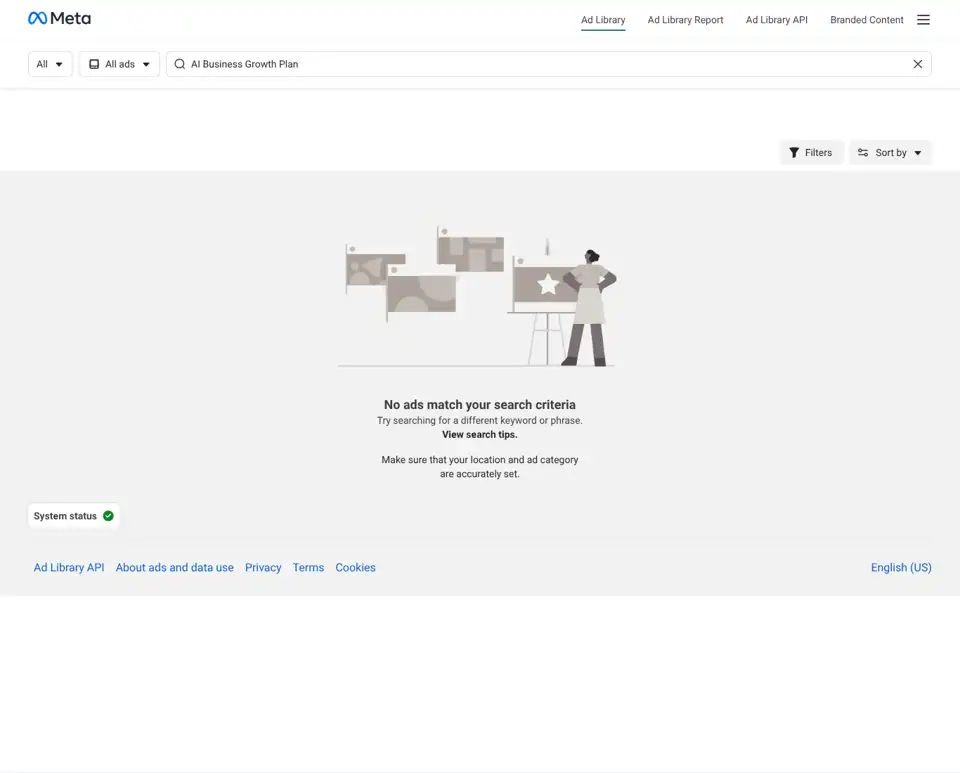 Meta
Ad Library Ad Library Report Ad Library API Branded Content
All All ads AI Business Growth Plan
Filters Sort by
No ads match your search criteria
Try searching for a different keyword or phrase.
View search tips.
Make sure that your location and ad category
are accurately set.
System status
Ad Library API About ads and data use Privacy Terms Cookies English (US)